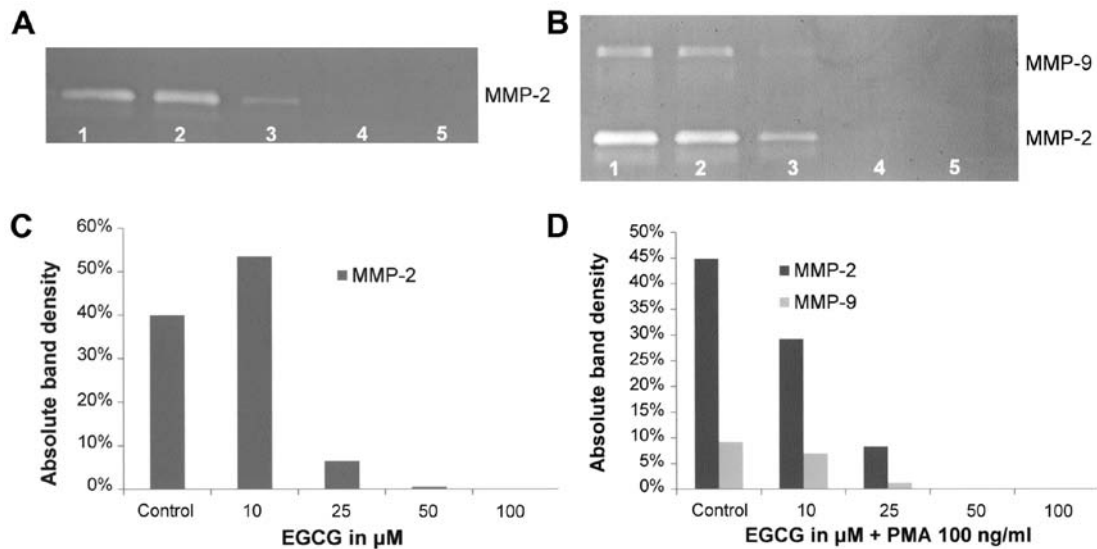 A
MMP-2
1 2 3 4 5
B
MMP-9
MMP-2
1 2 3 4 5
C
60%
50%
40%
30%
20%
10%
0%
Absolute band density
MMP-2
Control 10 25 50 100
EGCG in µM
D
50%
45%
40%
35%
30%
25%
20%
15%
10%
5%
0%
Absolute band density
MMP-2
MMP-9
Control 10 25 50 100
EGCG in µM + PMA 100 ng/ml